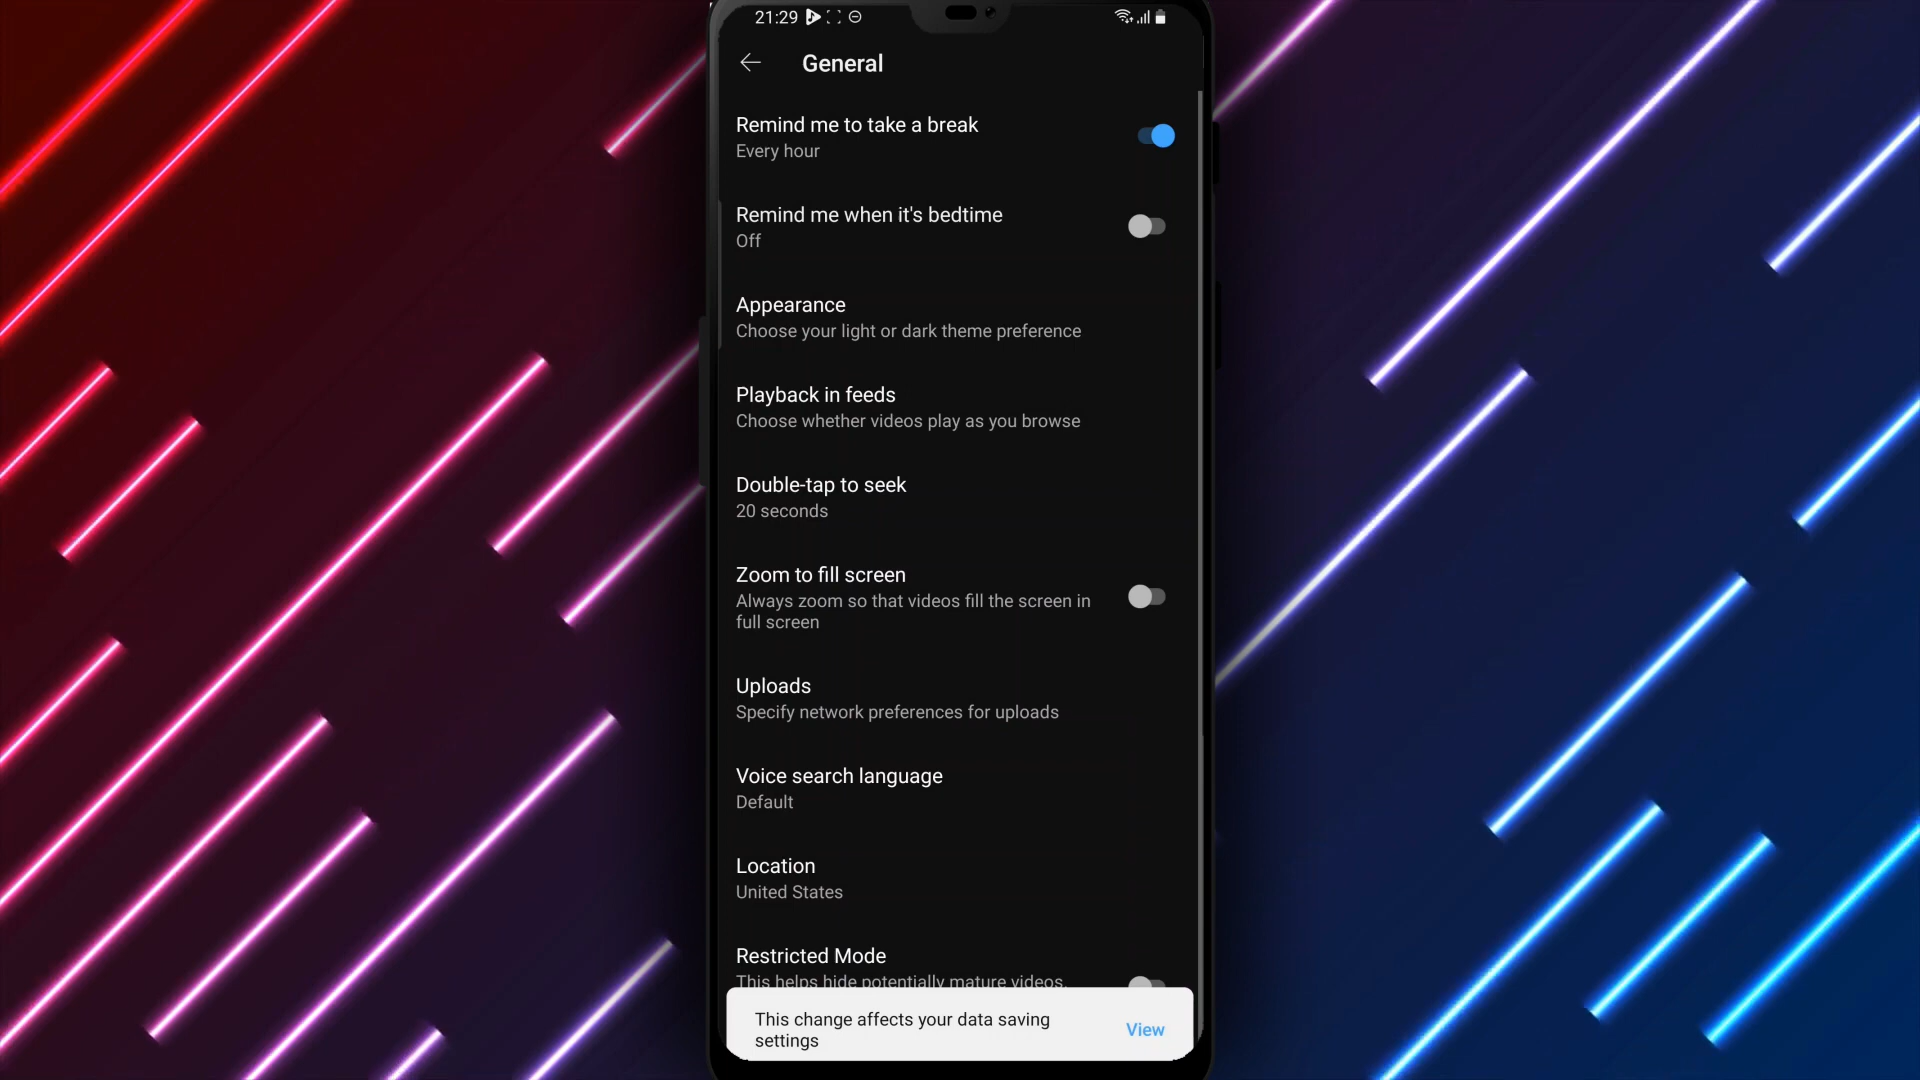 21:29
General
Remind me to take a break
Every hour
Remind me when it's bedtime
Off
Appearance
Choose your light or dark theme preference
Playback in feeds
Choose whether videos play as you browse
Double-tap to seek
20 seconds
Zoom to fill screen
Always zoom so that videos fill the screen in
full screen
Uploads
Specify network preferences for uploads
Voice search language
Default
Location
United States
Restricted Mode
This helps hide potentially mature videos.
This change affects your data saving
settings
View